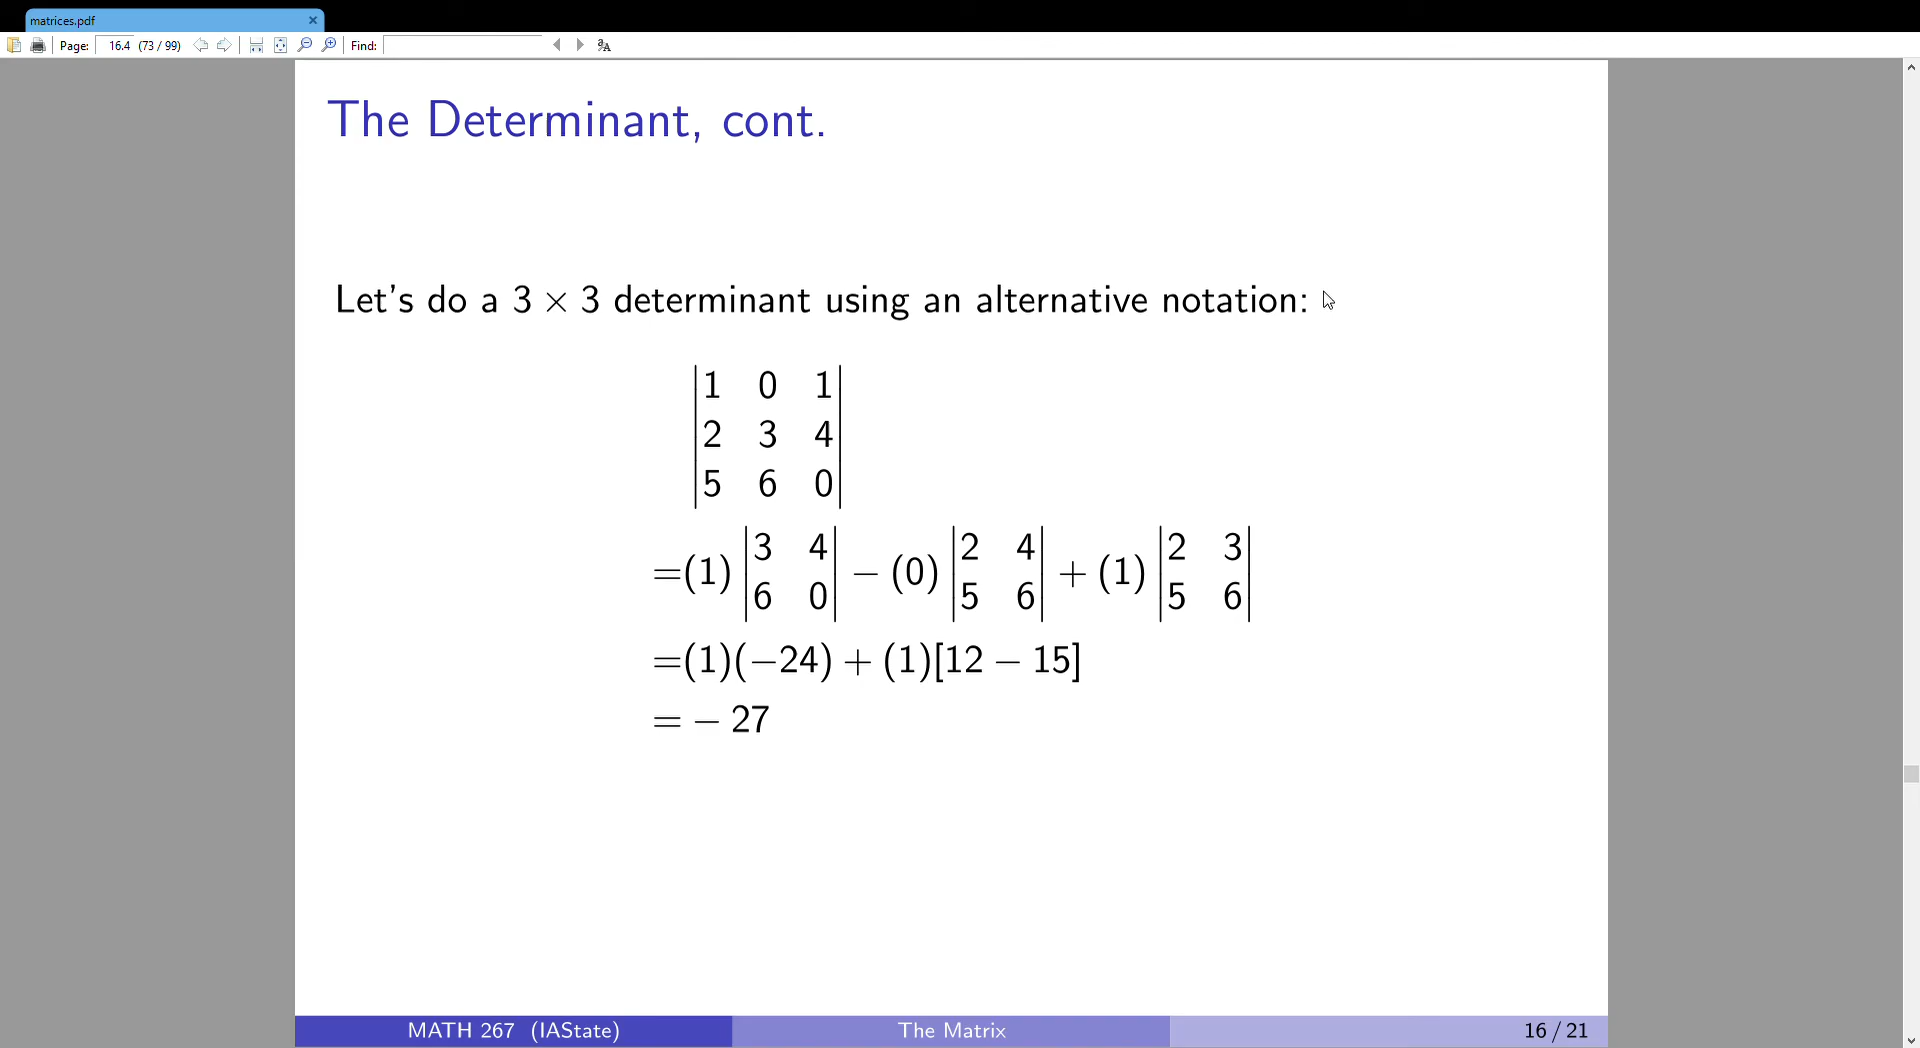 matrices.pdf ×
Page: 16.4 (73 / 99) Find:
The Determinant, cont.
Let's do a 3 × 3 determinant using an alternative notation:
|1 0 1|
|2 3 4|
|5 6 0|
=(1) |3 4; 6 0| − (0) |2 4; 5 6| + (1) |2 3; 5 6|
=(1)(−24) + (1)[12 − 15]
= − 27
MATH 267 (IAState) The Matrix 16 / 21